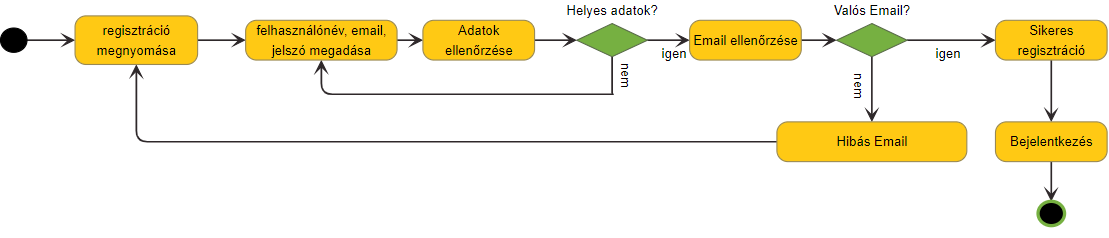 regisztráció
megnyomása
felhasználónév, email,
jelszó megadása
Adatok
ellenőrzése
Helyes adatok?
igen
nem
Email ellenőrzése
Valós Email?
igen
nem
Sikeres
regisztráció
Hibás Email
Bejelentkezés